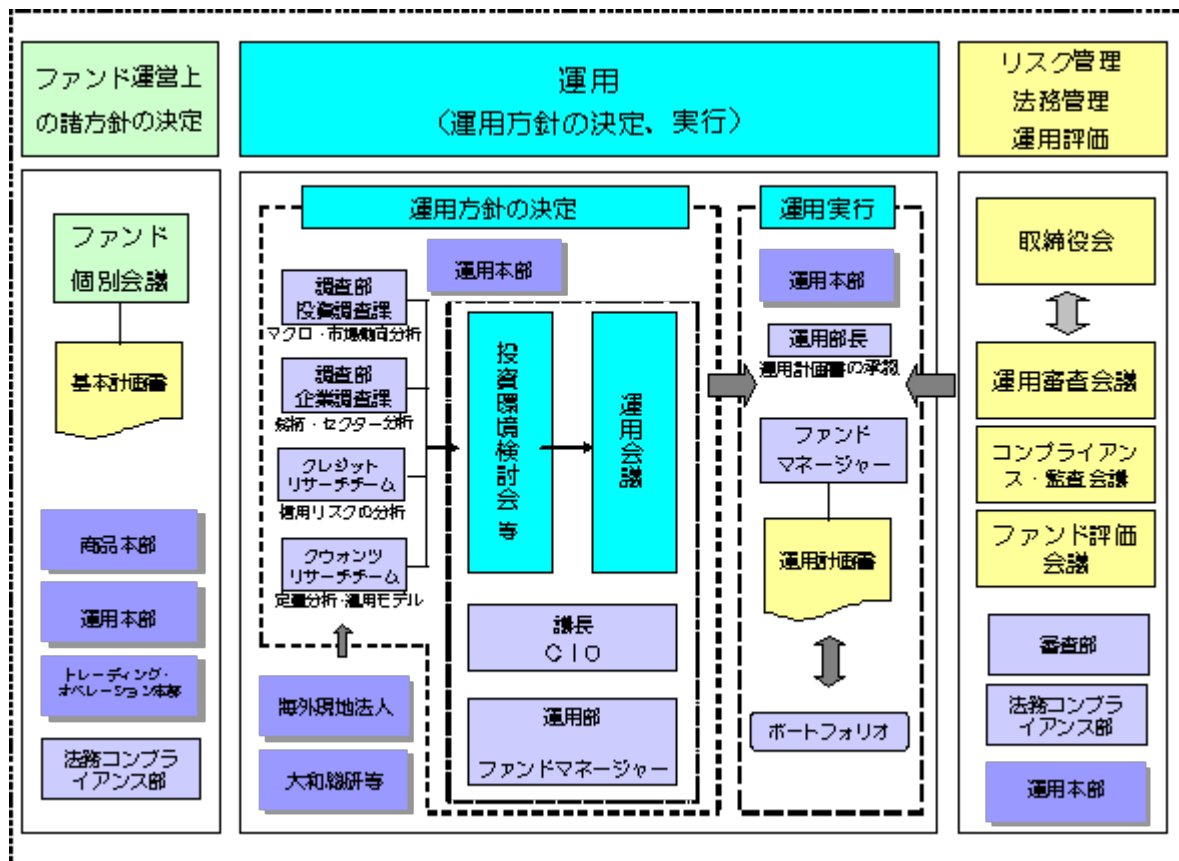 ファンド運営上
の諸方針の決定
運用
（運用方針の決定、実行）
リスク管理
法務管理
運用評価
ファンド
個別会議
基本計画書
商品本部
運用本部
トレーディング・
オペレーション本部
法務コンプラ
イアンス部
運用方針の決定
運用本部
調査部
投資調査課
マクロ・市場動向分析
調査部
企業調査課
銘柄・セクター分析
クレジット
リサーチチーム
信用リスクの分析
クウォンツ
リサーチチーム
定量分析・運用モデル
海外現地法人
大和総研等
投資環境検討会 等
運用会議
議長
ＣＩＯ
運用部
ファンドマネージャー
運用実行
運用本部
運用部長
運用計画書の承認
ファンド
マネージャー
運用計画書
ポートフォリオ
取締役会
運用審査会議
コンプライアン
ス・監査会議
ファンド評価
会議
審査部
法務コンプラ
イアンス部
運用本部